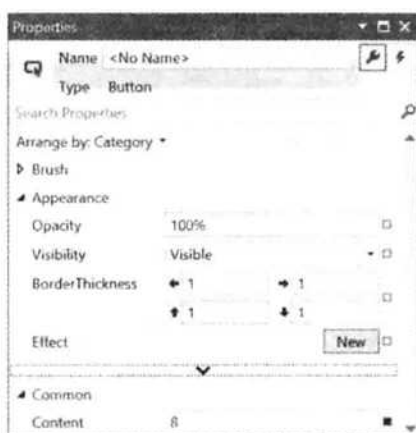 Properties
Name <No Name>
Type Button
Search Properties
Arrange by: Category
Brush
Appearance
Opacity 100%
Visibility Visible
BorderThickness 1 1
1 1
Effect New
Common
Content 8